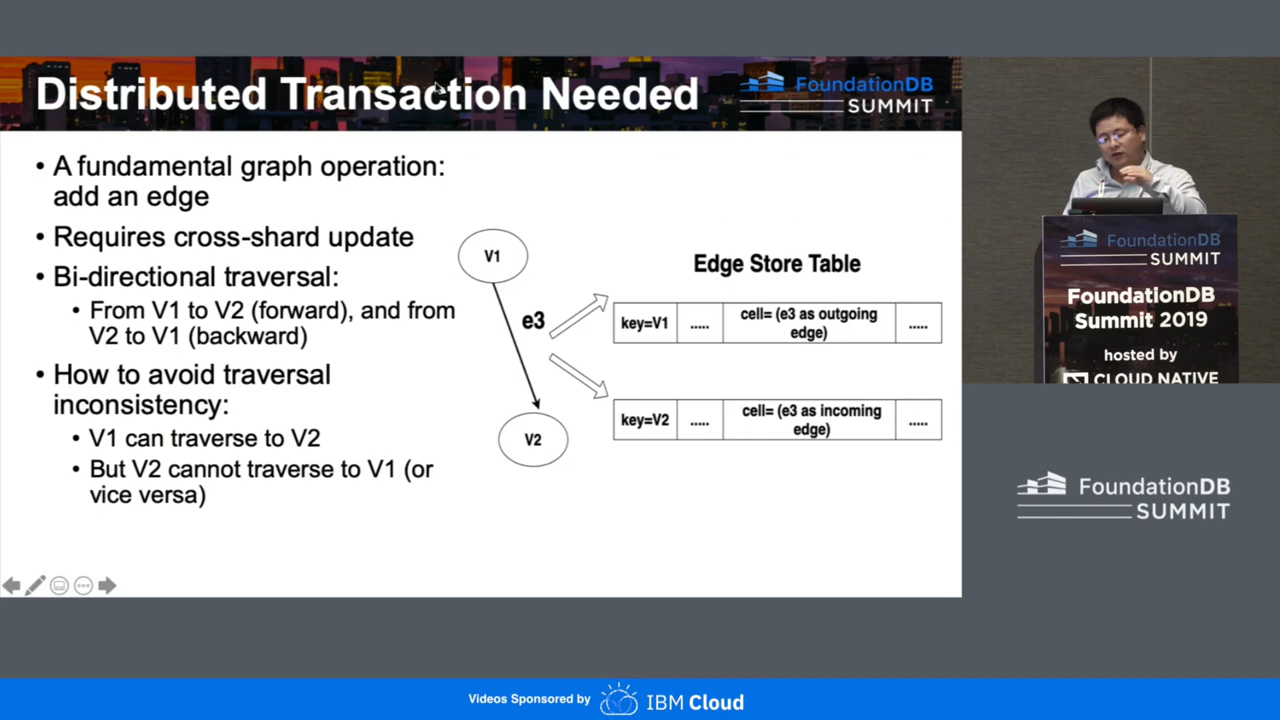 Distributed Transaction Needed
FoundationDB
SUMMIT
• A fundamental graph operation:
add an edge
• Requires cross-shard update
• Bi-directional traversal:
• From V1 to V2 (forward), and from
V2 to V1 (backward)
• How to avoid traversal
inconsistency:
• V1 can traverse to V2
• But V2 cannot traverse to V1 (or
vice versa)
V1
e3
V2
Edge Store Table
key=V1
.....
cell= (e3 as outgoing
edge)
.....
key=V2
.....
cell= (e3 as incoming
edge)
.....
FoundationDB
SUMMIT
FoundationDB
Summit 2019
hosted by
CLOUD NATIVE
FoundationDB
SUMMIT
Videos Sponsored by
IBM Cloud